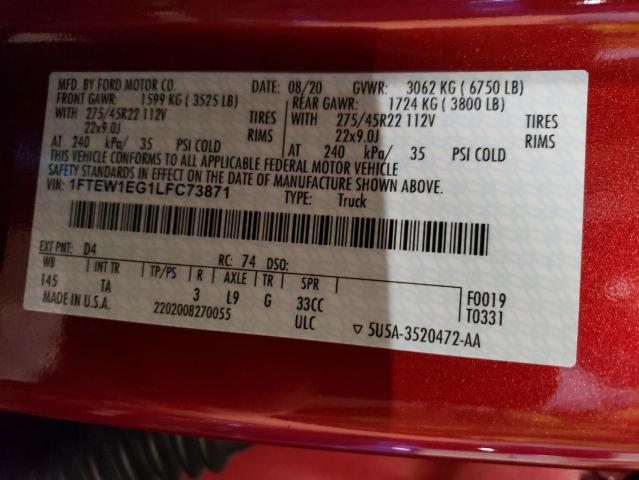 MFD. BY FORD MOTOR CO. DATE: 08/20 GVWR: 3062 KG ( 6750 LB)
FRONT GAWR: 1599 KG ( 3525 LB) REAR GAWR: 1724 KG ( 3800 LB)
WITH 275/45R22 112V TIRES WITH 275/45R22 112V TIRES
22x9.0J RIMS 22x9.0J RIMS
AT 240 kPa/ 35 PSI COLD AT 240 kPa/ 35 PSI COLD
THIS VEHICLE CONFORMS TO ALL APPLICABLE FEDERAL MOTOR VEHICLE
SAFETY STANDARDS IN EFFECT ON THE DATE OF MANUFACTURE SHOWN ABOVE.
VIN: 1FTEW1EG1LFC73871 TYPE: Truck
EXT PNT: D4 RC: 74 DSO:
WB INT TR TP/PS R AXLE TR SPR
145 TA 3 L9 G 33CC
F0019
T0331
MADE IN U.S.A. 2202008270055 ULC ▽ 5U5A-3520472-AA